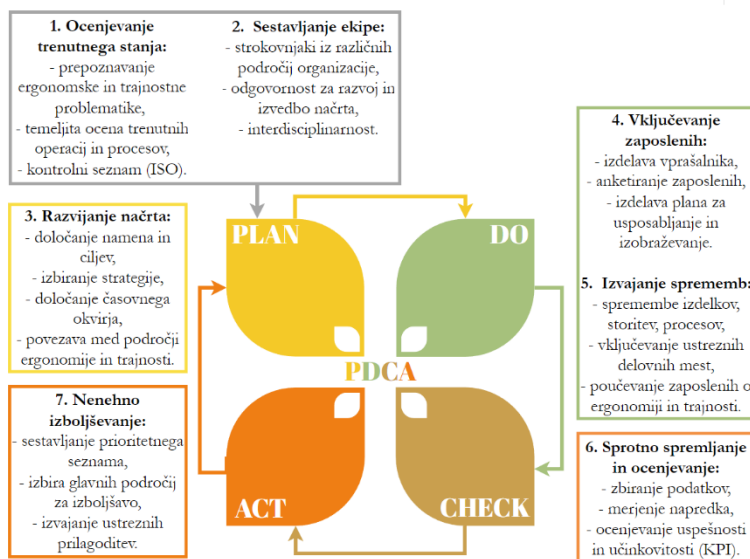 1. Ocenjevanje
trenutnega stanja:
- prepoznavanje
ergonomske in trajnostne
problematike,
- temeljita ocena trenutnih
operacij in procesov,
- kontrolni seznam (ISO).
2. Sestavljanje ekipe:
- strokovnjaki iz različnih
področij organizacije,
- odgovornost za razvoj in
izvedbo načrta,
- interdisciplinarnost.
3. Razvijanje načrta:
- določanje namena in
ciljev,
- izbiranje strategije,
- določanje časovnega
okvirja,
- povezava med področji
ergonomije in trajnosti.
PLAN
DO
PDCA
ACT
CHECK
4. Vključevanje
zaposlenih:
- izdelava vprašalnika,
- anketiranje zaposlenih,
- izdelava plana za
usposabljanje in
izobraževanje.
5. Izvajanje sprememb:
- spremembe izdelkov,
storitev, procesov,
- vključevanje ustreznih
delovnih mest,
- poučevanje zaposlenih o
ergonomiji in trajnosti.
6. Sprotno spremljanje
in ocenjevanje:
- zbiranje podatkov,
- merjenje napredka,
- ocenjevanje uspešnosti
in učinkovitosti (KPI).
7. Nenehno
izboljševanje:
- sestavljanje prioritetnega
seznama,
- izbira glavnih področij
za izboljšavo,
- izvajanje ustreznih
prilagoditev.